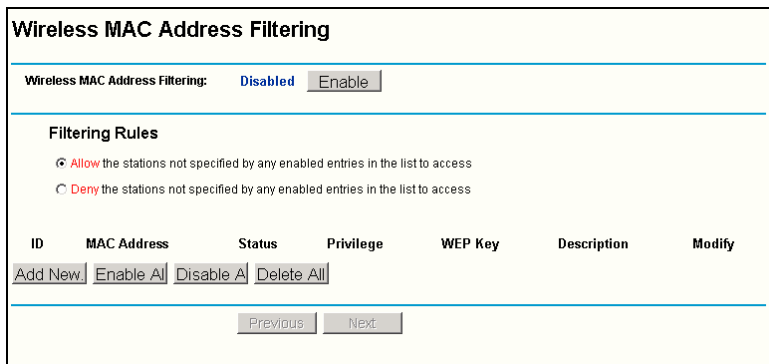 Wireless MAC Address Filtering
Wireless MAC Address Filtering: Disabled Enable
Filtering Rules
Allow the stations not specified by any enabled entries in the list to access
Deny the stations not specified by any enabled entries in the list to access
ID MAC Address Status Privilege WEP Key Description Modify
Add New. Enable Al Disable A Delete All
Previous Next